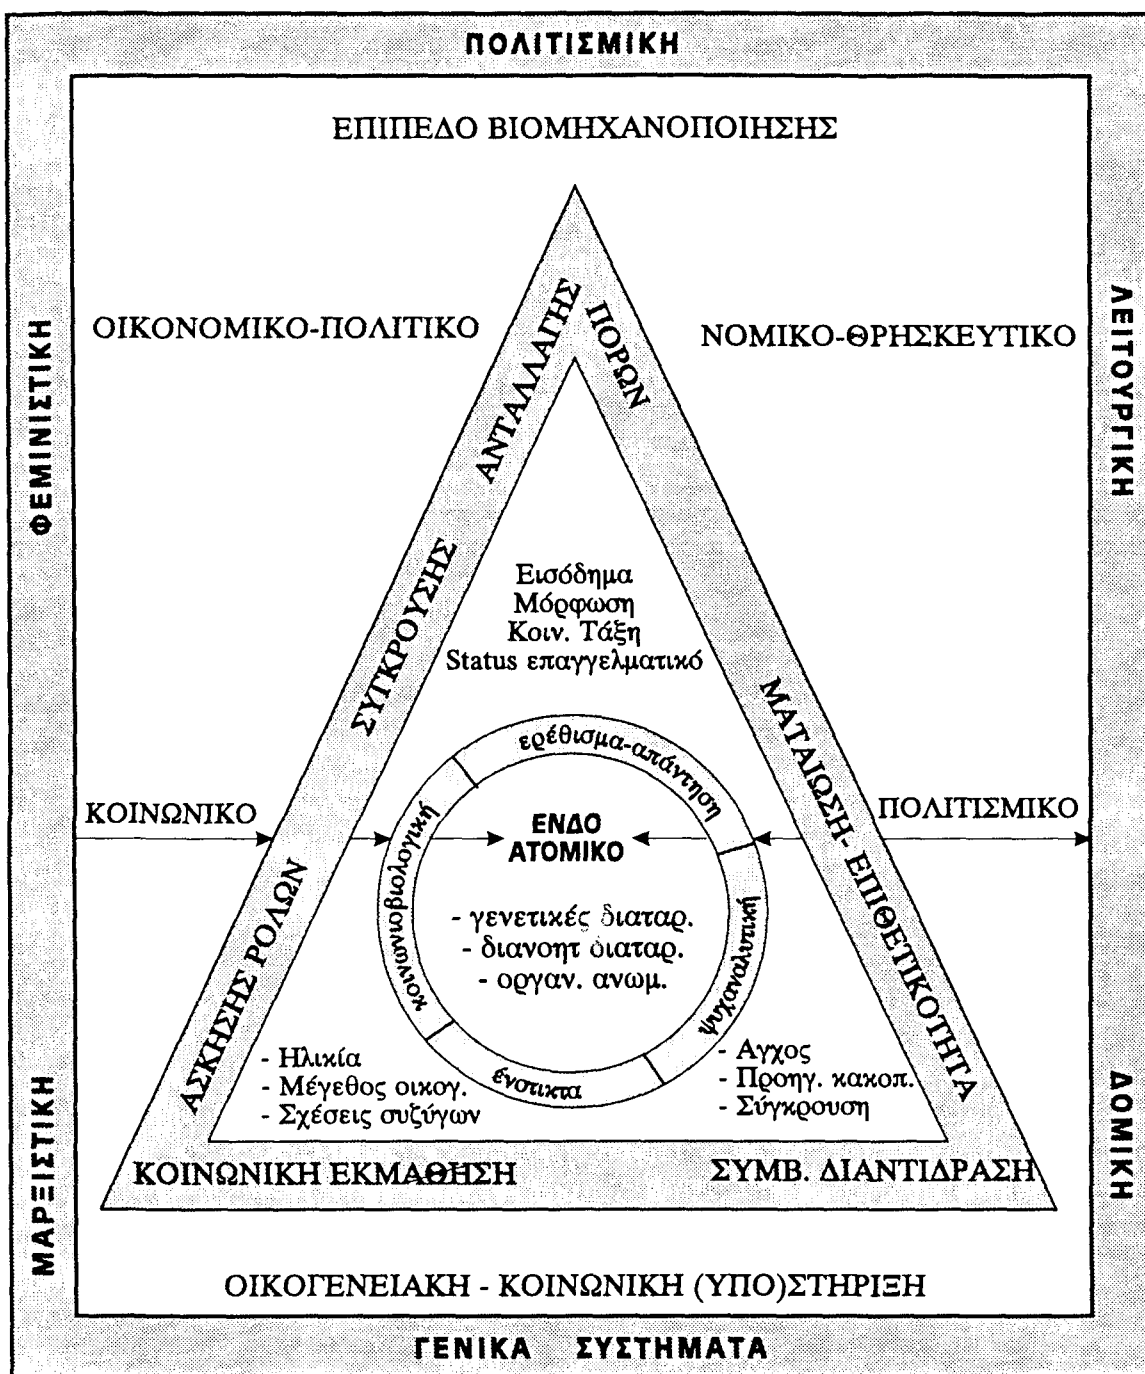 ΠΟΛΙΤΙΣΜΙΚΗ
ΕΠΙΠΕΔΟ ΒΙΟΜΗΧΑΝΟΠΟΙΗΣΗΣ
ΦΕΜΙΝΙΣΤΙΚΗ
ΟΙΚΟΝΟΜΙΚΟ-ΠΟΛΙΤΙΚΟ
ΑΝΤΑΛΛΑΓΗΣ
ΠΟΡΩΝ
ΝΟΜΙΚΟ-ΘΡΗΣΚΕΥΤΙΚΟ
ΛΕΙΤΟΥΡΓΙΚΗ
ΣΥΓΚΡΟΥΣΗΣ
Εισόδημα
Μόρφωση
Κοιν. Τάξη
Status επαγγελματικό
ΜΑΤΑΙΩΣΗ- ΕΠΙΘΕΤΙΚΟΤΗΤΑ
ερέθισμα-απάντηση
ΚΟΙΝΩΝΙΚΟ
κοινωνιοβιολογική
ΕΝΔΟ
ΑΤΟΜΙΚΟ
ΠΟΛΙΤΙΣΜΙΚΟ
ΑΣΚΗΣΗΣ ΡΟΛΩΝ
- γενετικές διαταρ.
- διανοητ διαταρ.
- οργαν. ανωμ.
ψυχαναλυτική
ένστικτα
- Ηλικία
- Μέγεθος οικογ.
- Σχέσεις συζύγων
- Αγχος
- Προηγ. κακοπ.
- Σύγκρουση
ΜΑΡΞΙΣΤΙΚΗ
ΔΟΜΙΚΗ
ΚΟΙΝΩΝΙΚΗ ΕΚΜΑΘΗΣΗ
ΣΥΜΒ. ΔΙΑΝΤΙΔΡΑΣΗ
ΟΙΚΟΓΕΝΕΙΑΚΗ - ΚΟΙΝΩΝΙΚΗ (ΥΠΟ)ΣΤΗΡΙΞΗ
ΓΕΝΙΚΑ ΣΥΣΤΗΜΑΤΑ